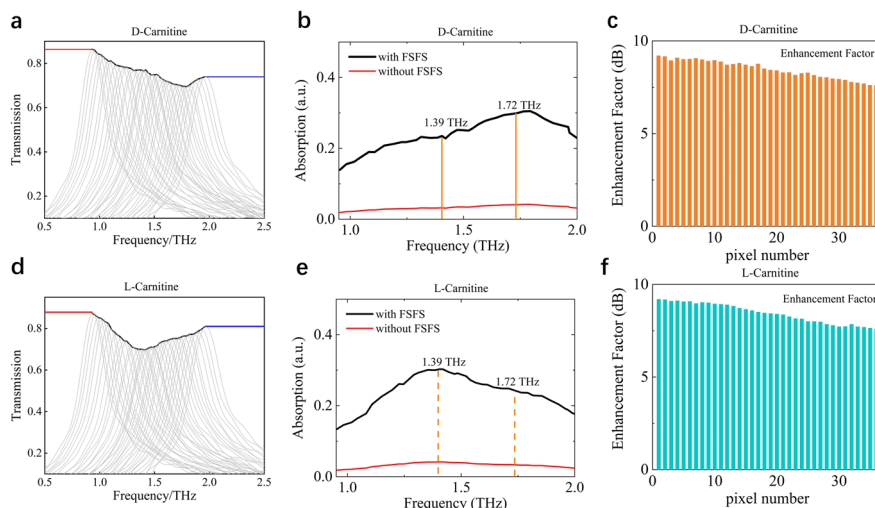 a
D-Carnitine
Transmission
1.0
0.8
0.6
0.4
0.2
0.5
1.0
1.5
2.0
2.5
Frequency/THz
b
D-Carnitine
with FSFS
without FSFS
1.39 THz
1.72 THz
Absorption (a.u.)
0.4
0.2
0.0
1.0
1.5
2.0
Frequency (THz)
c
D-Carnitine
Enhancement Factor
Enhancement Factor (dB)
10
5
0
0
10
20
30
pixel number
d
L-Carnitine
Transmission
0.8
0.6
0.4
0.2
0.5
1.0
1.5
2.0
2.5
Frequency/THz
e
L-Carnitine
with FSFS
without FSFS
1.39 THz
1.72 THz
Absorption (a.u.)
0.4
0.2
0.0
1.0
1.5
2.0
Frequency (THz)
f
L-Carnitine
Enhancement Factor
Enhancement Factor (dB)
10
5
0
0
10
20
30
pixel number